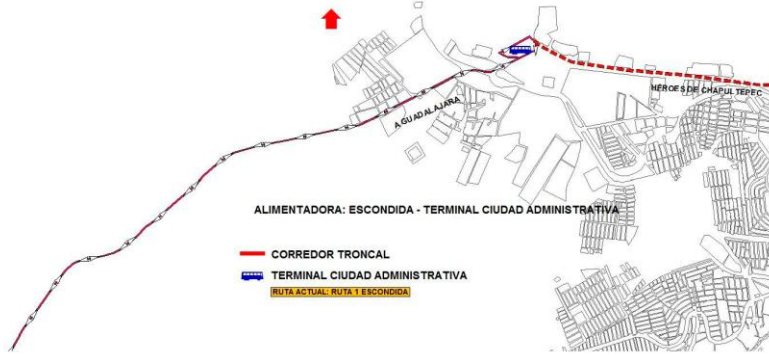 HEROES DE CHAPULTEPEC
A GUADALAJARA
ALIMENTADORA: ESCONDIDA - TERMINAL CIUDAD ADMINISTRATIVA
CORREDOR TRONCAL
TERMINAL CIUDAD ADMINISTRATIVA
RUTA ACTUAL: RUTA 1 ESCONDIDA